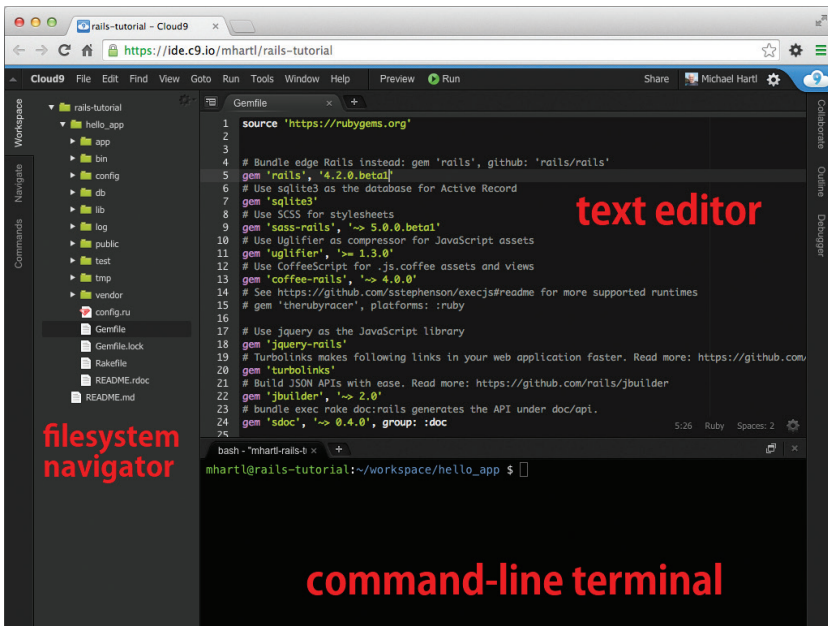 rails-tutorial – Cloud9
https://ide.c9.io/mhartl/rails-tutorial
Cloud9 File Edit Find View Goto Run Tools Window Help Preview Run Share Michael Hartl
Workspace
Navigate
Commands
rails-tutorial
hello_app
app
bin
config
db
lib
log
public
test
tmp
vendor
config.ru
Gemfile
Gemfile.lock
Rakefile
README.rdoc
README.md
filesystem
navigator
Gemfile
1 source 'https://rubygems.org'
2
3
4 # Bundle edge Rails instead: gem 'rails', github: 'rails/rails'
5 gem 'rails', '4.2.0.beta1'
6 # Use sqlite3 as the database for Active Record
7 gem 'sqlite3'
8 # Use SCSS for stylesheets
9 gem 'sass-rails', '~> 5.0.0.beta1'
10 # Use Uglifier as compressor for JavaScript assets
11 gem 'uglifier', '>= 1.3.0'
12 # Use CoffeeScript for .js.coffee assets and views
13 gem 'coffee-rails', '~> 4.0.0'
14 # See https://github.com/sstephenson/execjs#readme for more supported runtimes
15 # gem 'therubyracer', platforms: :ruby
16
17 # Use jquery as the JavaScript library
18 gem 'jquery-rails'
19 # Turbolinks makes following links in your web application faster. Read more: https://github.com/
20 gem 'turbolinks'
21 # Build JSON APIs with ease. Read more: https://github.com/rails/jbuilder
22 gem 'jbuilder', '~> 2.0'
23 # bundle exec rake doc:rails generates the API under doc/api.
24 gem 'sdoc', '~> 0.4.0', group: :doc
25
text editor
5:26 Ruby Spaces: 2
bash - "mhartl-rails-t
mhartl@rails-tutorial:~/workspace/hello_app $
command-line terminal
Collaborate
Outline
Debugger